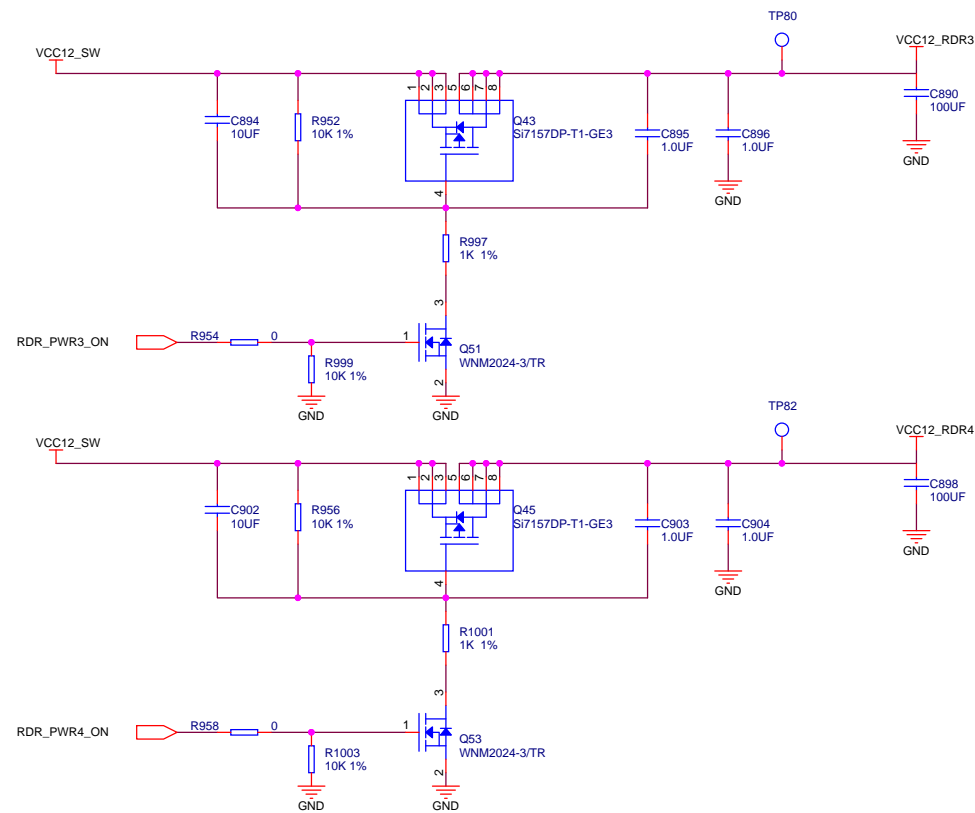 TP80
VCC12_SW
VCC12_RDR3
1
2
3
5
6
7
8
C894
10UF
R952
10K 1%
Q43
Si7157DP-T1-GE3
C895
1.0UF
C896
1.0UF
C890
100UF
GND
GND
4
R997
1K 1%
3
RDR_PWR3_ON
R954
0
1
Q51
WNM2024-3/TR
R999
10K 1%
2
GND
GND
TP82
VCC12_SW
VCC12_RDR4
1
2
3
5
6
7
8
C902
10UF
R956
10K 1%
Q45
Si7157DP-T1-GE3
C903
1.0UF
C904
1.0UF
C898
100UF
GND
GND
4
R1001
1K 1%
3
RDR_PWR4_ON
R958
0
1
Q53
WNM2024-3/TR
R1003
10K 1%
2
GND
GND